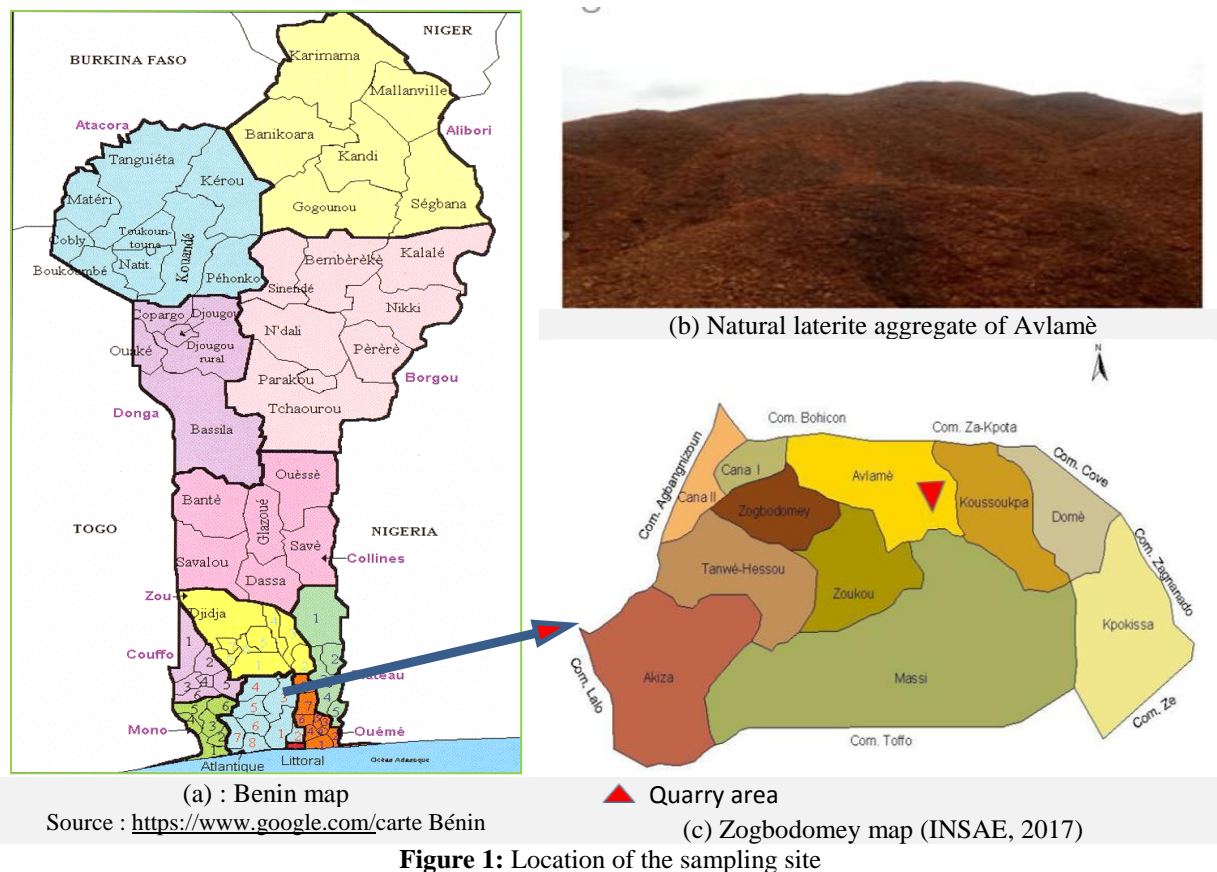 NIGER
BURKINA FASO
Karimama
Mallanville
Atacora
Alibori
Banikoara
Tanguiéta
Kandi
Kérou
Matéri
Gogounou
Ségbana
Toukoun-
touna
Cobly
Kouandé
Natit.
Boukoumbé
Péhonko
Bembèrèkè
Kalalé
Sinendé
Copargo
Djougou
Nikki
N'dali
Ouaké
Djougou
rural
Pèrèrè
Parakou
Borgou
Donga
Tchaourou
Bassila
Ouèssè
Bantè
Glazoué
TOGO
NIGERIA
Savè
Collines
Savalou
Dassa
Zou
Djidja
1
Couffo
1
2
Plateau
Mono
Ouémé
Atlantique
Littoral
(a) : Benin map
Source : https://www.google.com/carte Bénin
(b) Natural laterite aggregate of Avlamè
N
Com. Bohicon
Com. Za-Kpota
Com. Agbangnizoun
Com. Cove
Cana I
Avlamè
Cana II
Koussoukpa
Zogbodomey
Domè
Com. Zagnanado
Tanwé-Hessou
Zoukou
Kpokissa
Com. Lalo
Akiza
Massi
Com. Ze
Com. Toffo
Quarry area
(c) Zogbodomey map (INSAE, 2017)
Figure 1: Location of the sampling site